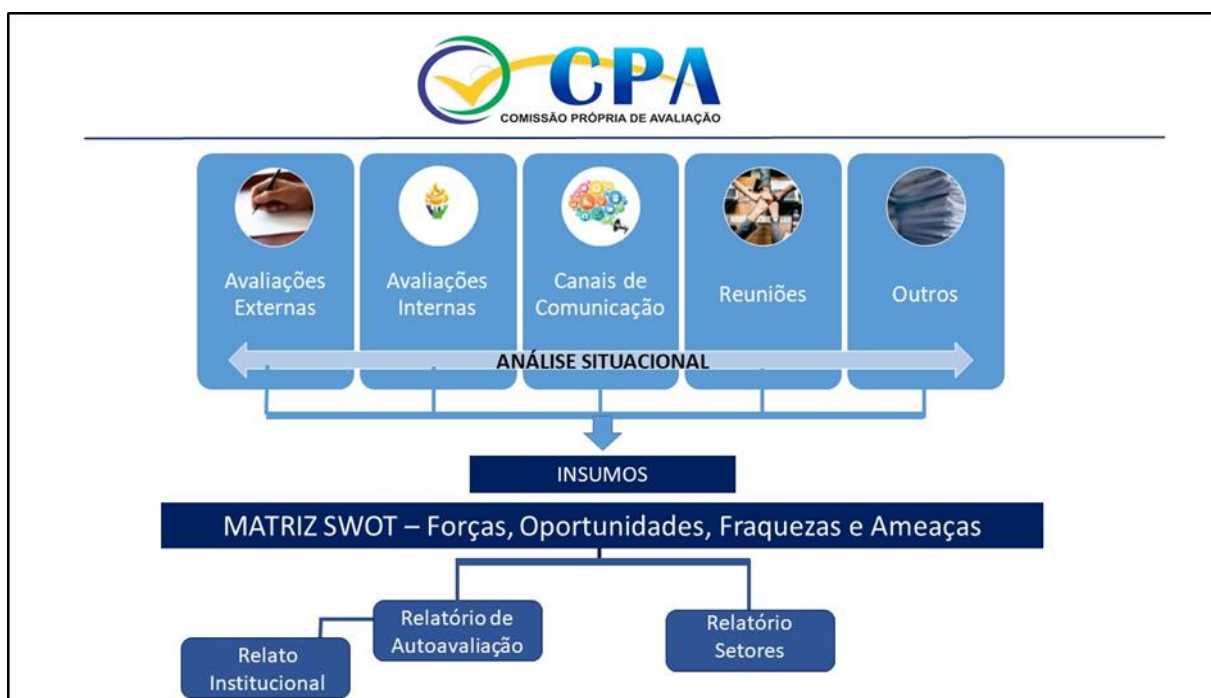 CPA
COMISSÃO PRÓPRIA DE AVALIAÇÃO
Avaliações
Externas
Avaliações
Internas
Canais de
Comunicação
Reuniões
Outros
ANÁLISE SITUACIONAL
INSUMOS
MATRIZ SWOT – Forças, Oportunidades, Fraquezas e Ameaças
Relatório de
Autoavaliação
Relatório
Setores
Relato
Institucional